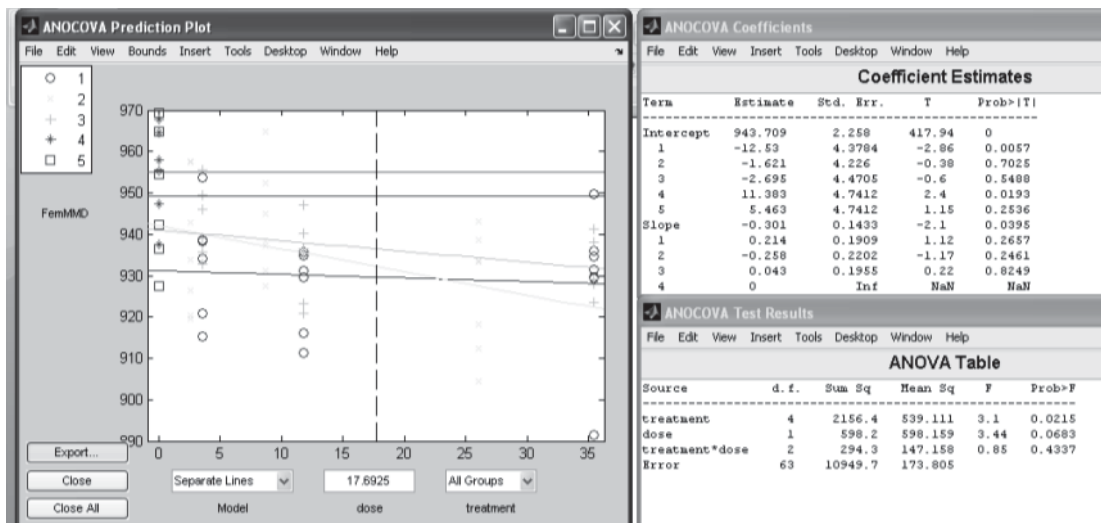 ANOCOVA Prediction Plot
File Edit View Bounds Insert Tools Desktop Window Help
1
2
3
4
5
FemMMD
970
960
950
940
930
920
910
900
890
0 5 10 15 20 25 30 35
Export...
Close
Close All
Separate Lines
17.6925
All Groups
Model
dose
treatment
ANOCOVA Coefficients
File Edit View Insert Tools Desktop Window Help
Coefficient Estimates
Term Estimate Std. Err. T Prob>|T|
Intercept 943.709 2.258 417.94 0
1 -12.53 4.3784 -2.86 0.0057
2 -1.621 4.226 -0.38 0.7025
3 -2.695 4.4705 -0.6 0.5488
4 11.383 4.7412 2.4 0.0193
5 5.463 4.7412 1.15 0.2536
Slope -0.301 0.1433 -2.1 0.0395
1 0.214 0.1909 1.12 0.2657
2 -0.258 0.2202 -1.17 0.2461
3 0.043 0.1955 0.22 0.8249
4 0 Inf NaN NaN
ANOCOVA Test Results
File Edit View Insert Tools Desktop Window Help
ANOVA Table
Source d.f. Sum Sq Mean Sq F Prob>F
treatment 4 2156.4 539.111 3.1 0.0215
dose 1 598.2 598.159 3.44 0.0683
treatment*dose 2 294.3 147.158 0.85 0.4337
Error 63 10949.7 173.805